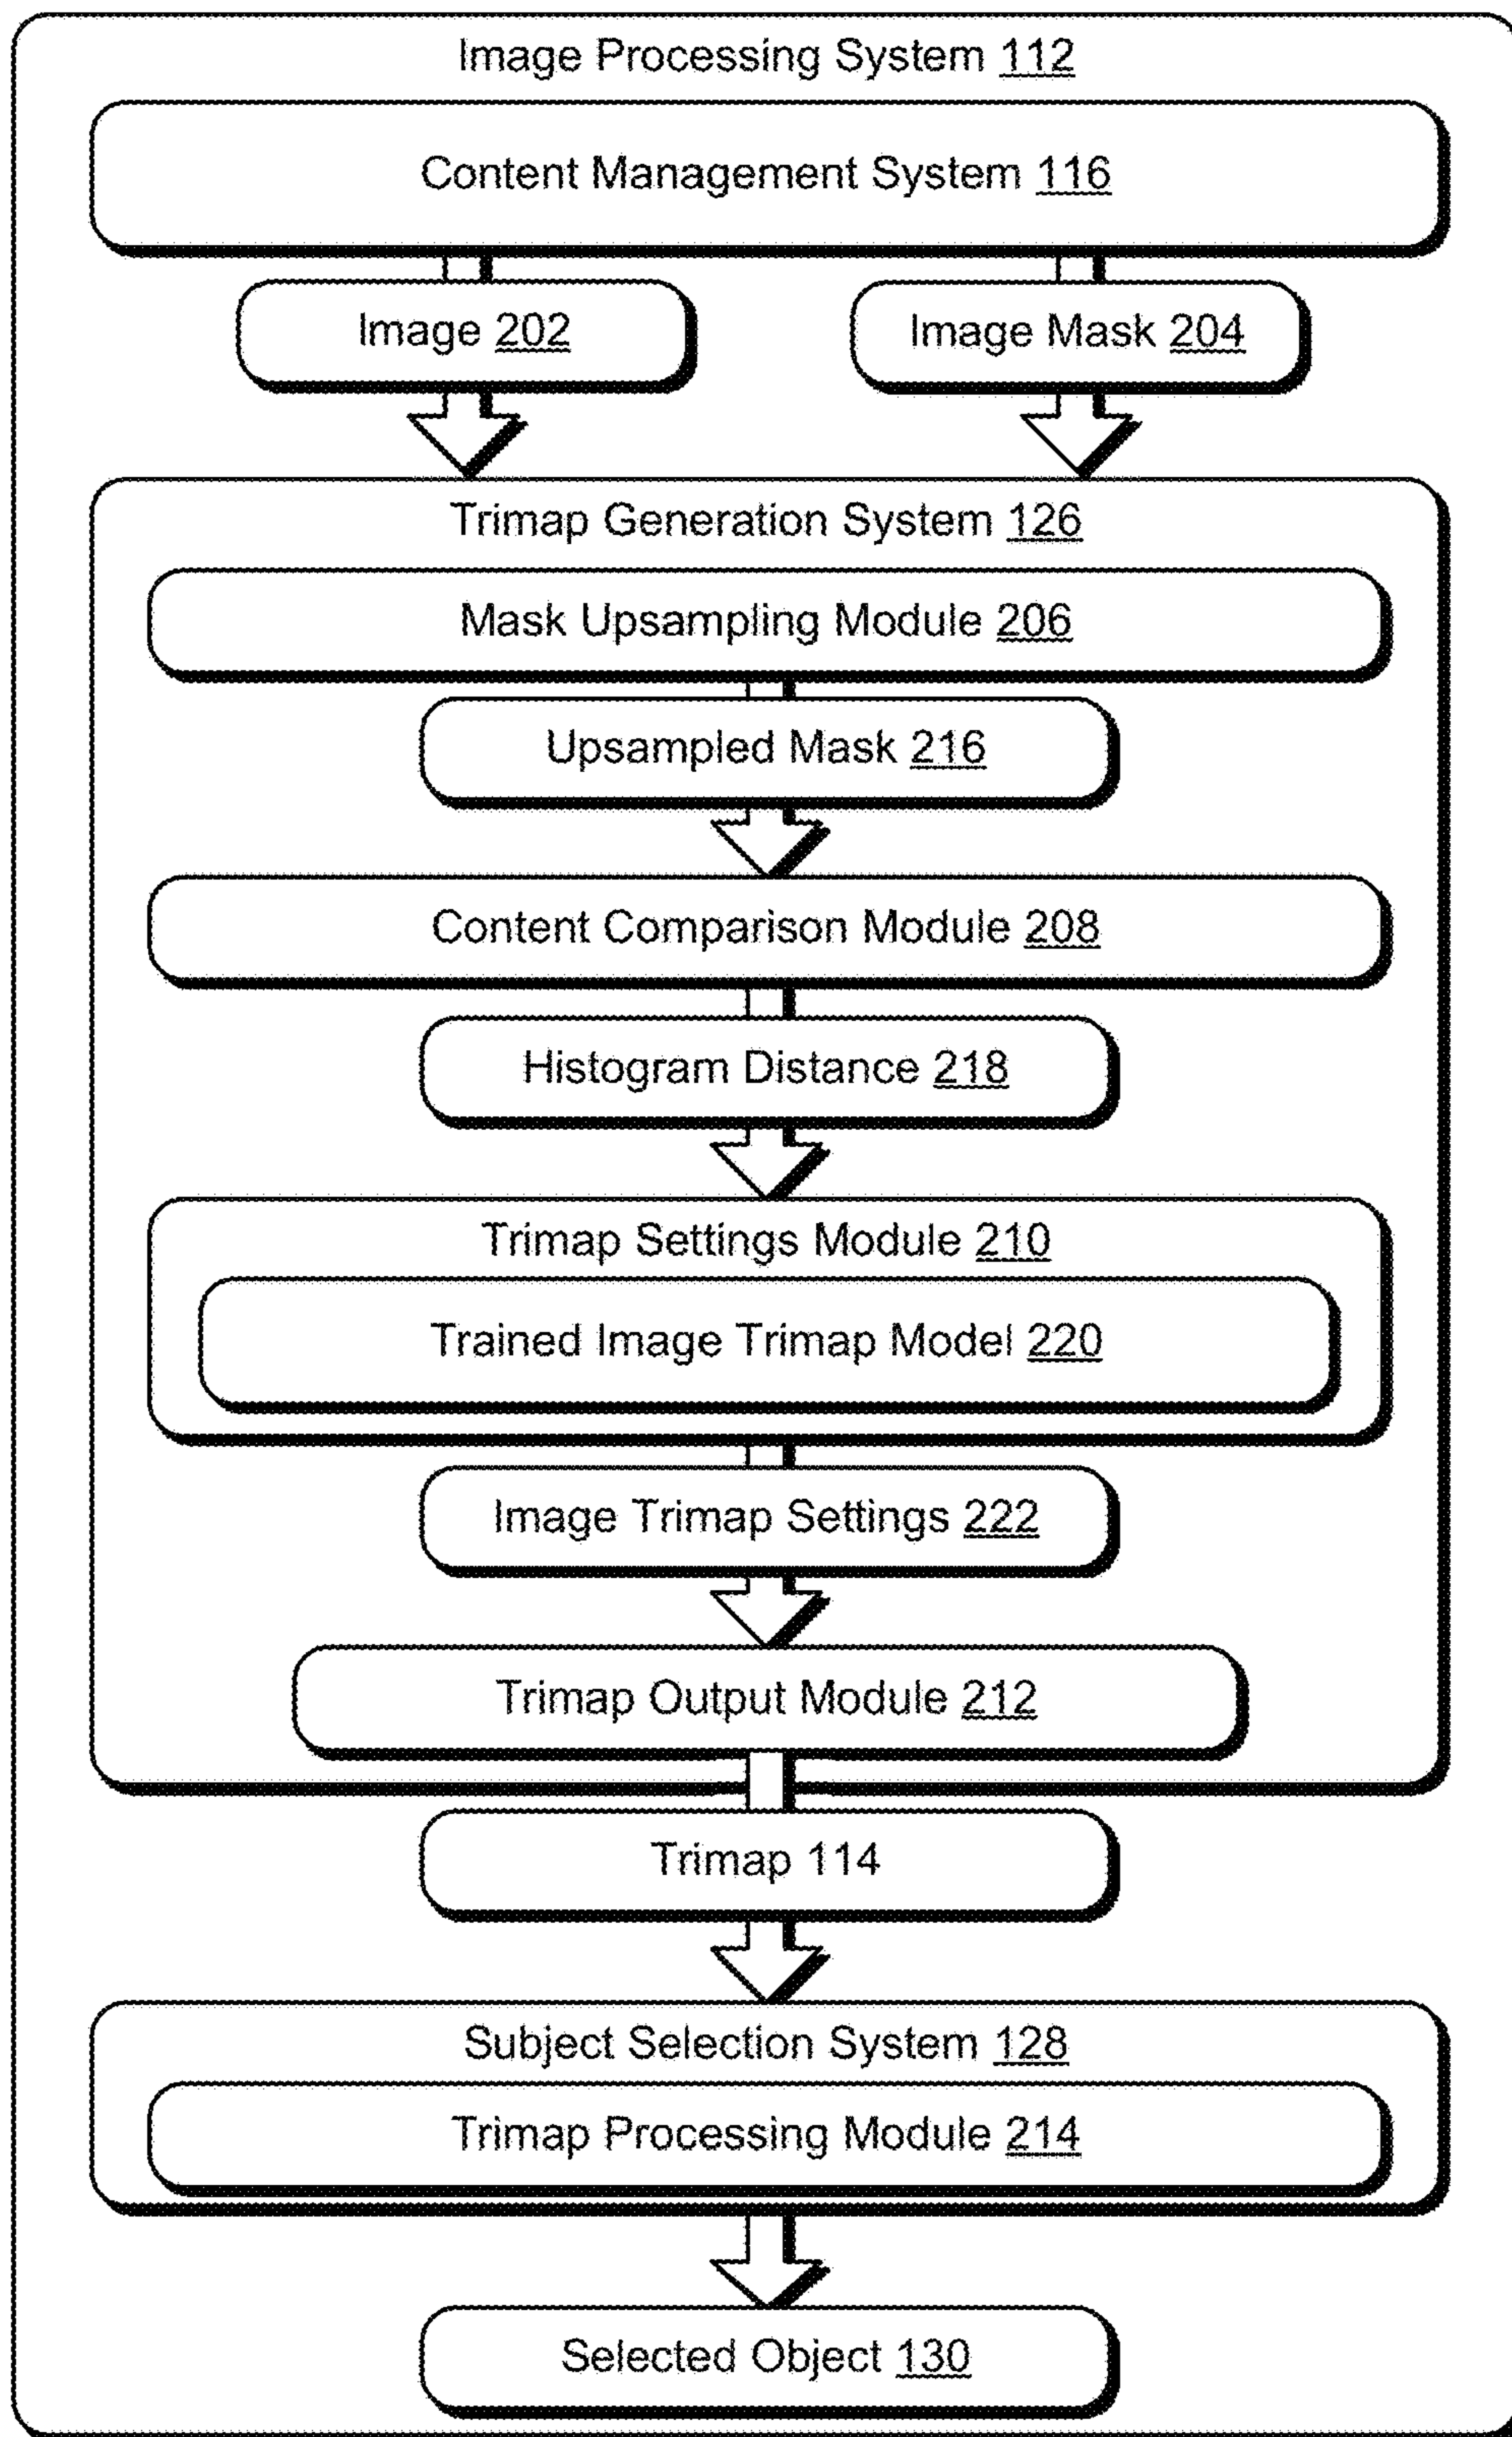 Image Processing System 112
Content Management System 116
Image 202
Image Mask 204
Trimap Generation System 126
Mask Upsampling Module 206
Upsampled Mask 216
Content Comparison Module 208
Histogram Distance 218
Trimap Settings Module 210
Trained Image Trimap Model 220
Image Trimap Settings 222
Trimap Output Module 212
Trimap 114
Subject Selection System 128
Trimap Processing Module 214
Selected Object 130